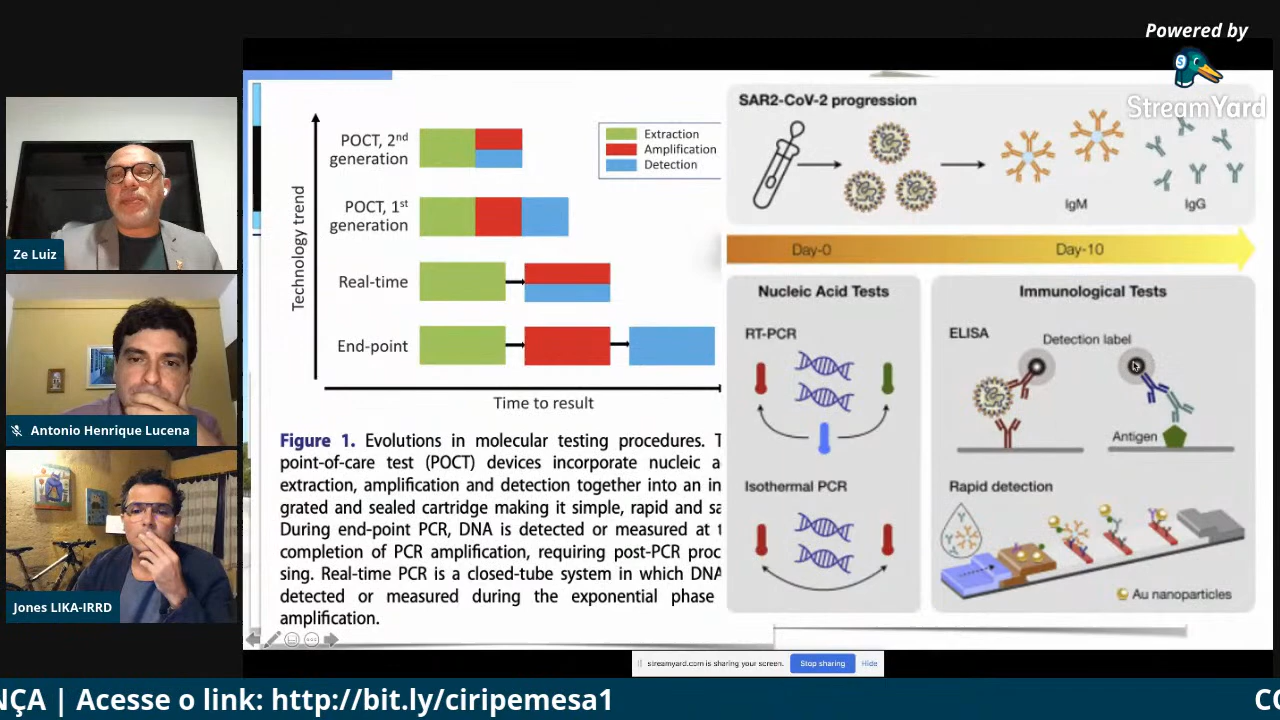 Powered by
StreamYard
Ze Luiz
Antonio Henrique Lucena
Jones LIKA-IRRD
Technology trend
POCT, 2nd
generation
POCT, 1st
generation
Real-time
End-point
Time to result
Extraction
Amplification
Detection
Figure 1. Evolutions in molecular testing procedures. T
point-of-care test (POCT) devices incorporate nucleic a
extraction, amplification and detection together into an in
grated and sealed cartridge making it simple, rapid and sa
During end-point PCR, DNA is detected or measured at t
completion of PCR amplification, requiring post-PCR proc
sing. Real-time PCR is a closed-tube system in which DNA
detected or measured during the exponential phase
amplification.
SAR2-CoV-2 progression
IgM
IgG
Day-0
Day-10
Nucleic Acid Tests
RT-PCR
Isothermal PCR
Immunological Tests
ELISA
Detection label
Antigen
Rapid detection
Au nanoparticles
streamyard.com is sharing your screen.
Stop sharing
Hide
NÇA | Acesse o link: http://bit.ly/ciripemesa1
CO